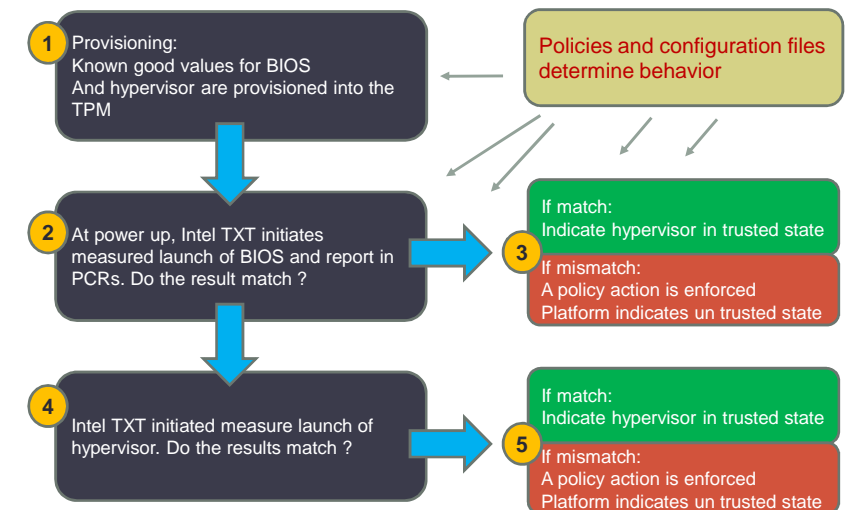 1
Provisioning:
Known good values for BIOS
And hypervisor are provisioned into the
TPM
Policies and configuration files
determine behavior
2
At power up, Intel TXT initiates
measured launch of BIOS and report in
PCRs. Do the result match ?
3
If match:
Indicate hypervisor in trusted state
If mismatch:
A policy action is enforced
Platform indicates un trusted state
4
Intel TXT initiated measure launch of
hypervisor. Do the results match ?
5
If match:
Indicate hypervisor in trusted state
If mismatch:
A policy action is enforced
Platform indicates un trusted state